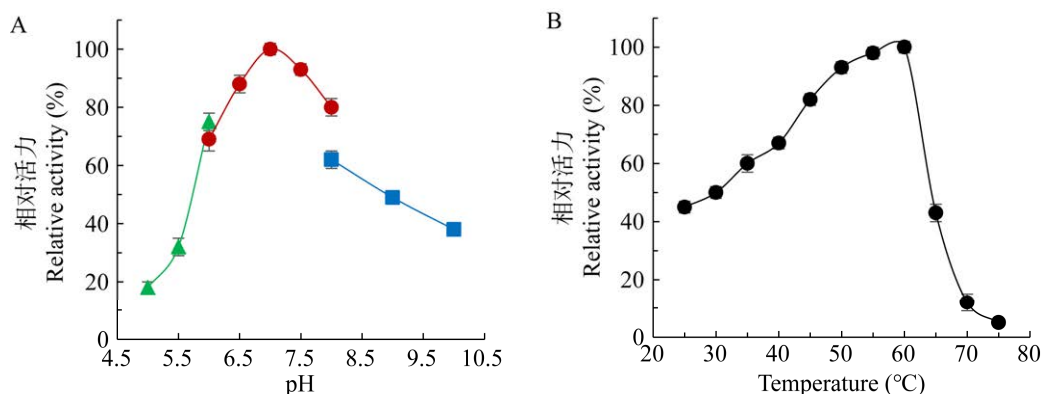 A
相对活力
Relative activity (%)
100
80
60
40
20
0
4.5 5.5 6.5 7.5 8.5 9.5 10.5
pH
B
相对活力
Relative activity (%)
100
80
60
40
20
0
20 30 40 50 60 70 80
Temperature (°C)